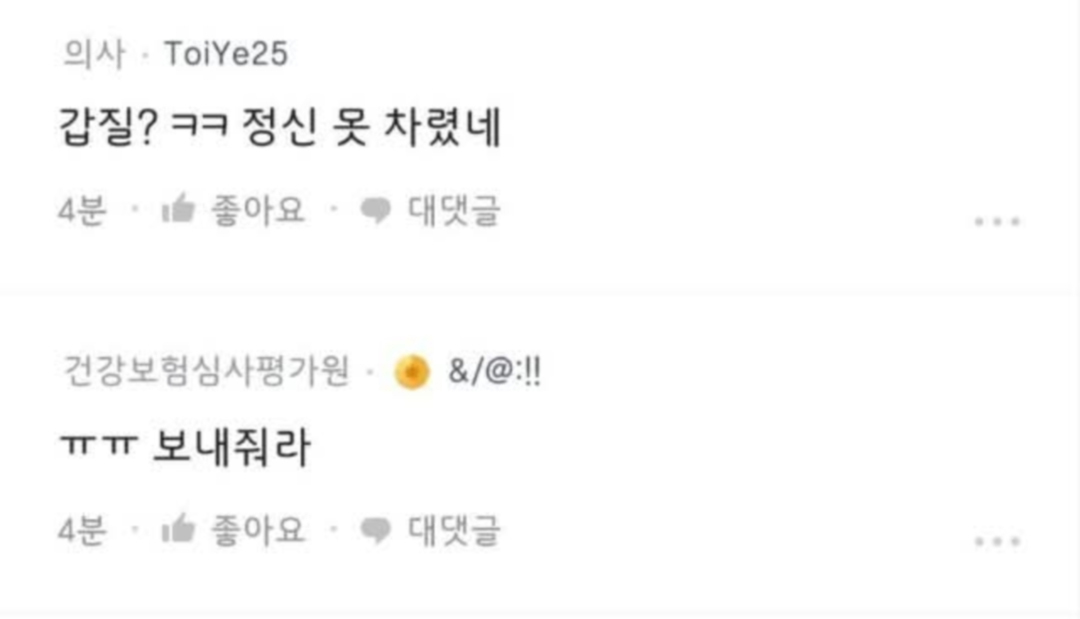 의사 · ToiYe25
갑질? ㅋㅋ 정신 못 차렸네
4분 · 좋아요 · 대댓글
건강보험심사평가원 · &/@:!!
ㅠㅠ 보내줘라
4분 · 좋아요 · 대댓글